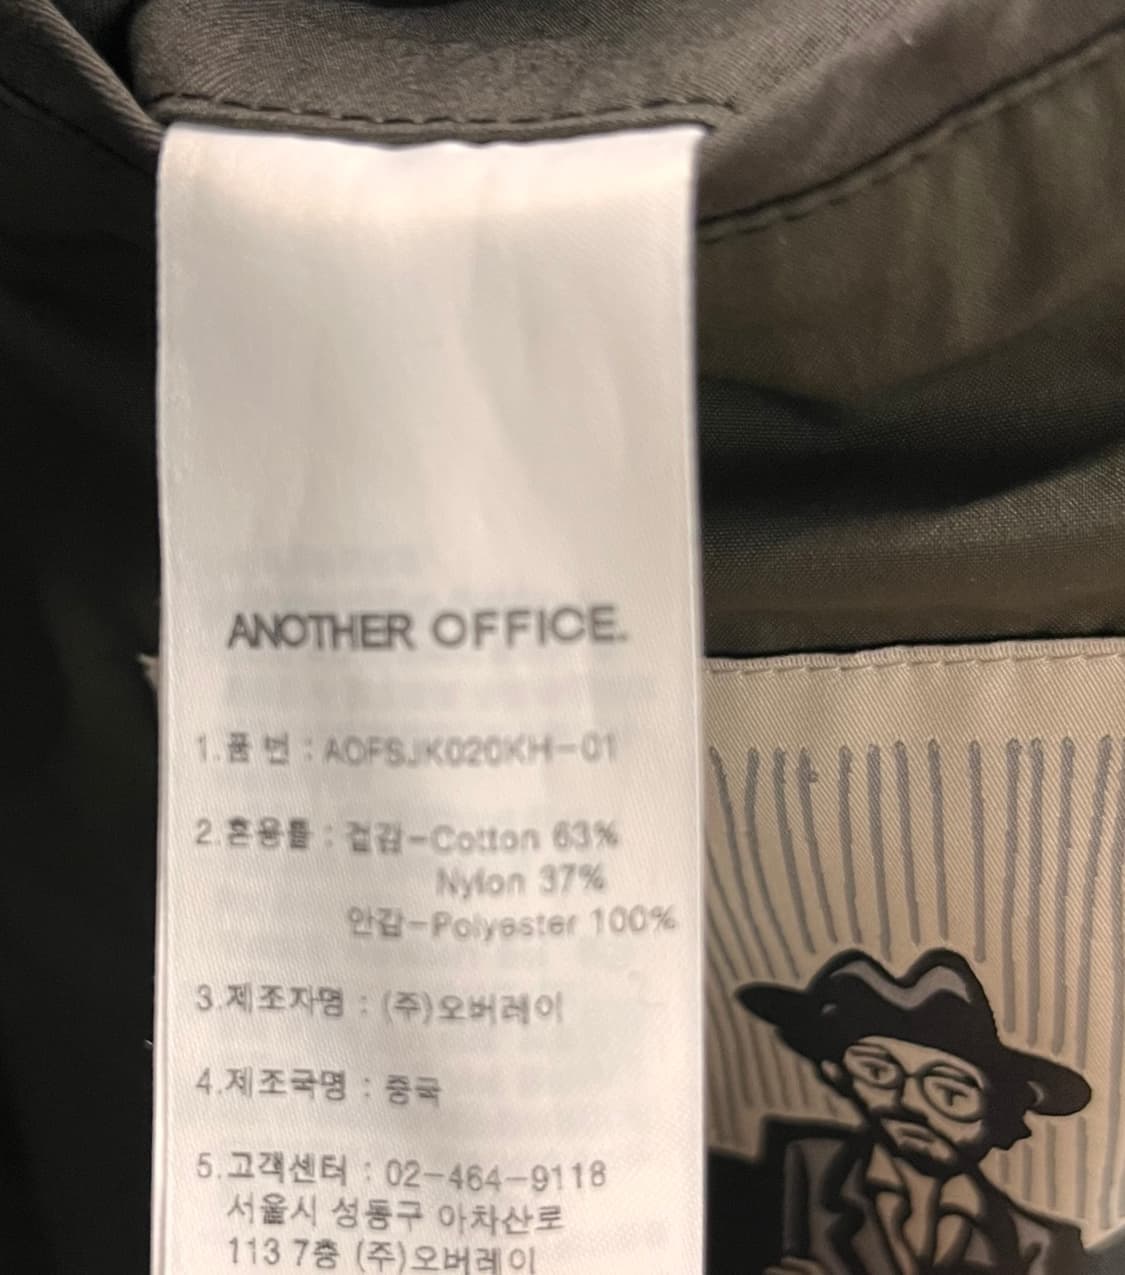 ANOTHER OFFICE.
1.품 번 : AOFSJK020KH-01
2.혼용률 : 겉감-Cotton 63%
Nylon 37%
안감-Polyester 100%
3.제조자명 : (주)오버레이
4.제조국명 : 중국
5.고객센터 : 02-464-9118
서울시 성동구 아차산로
113 7층 (주)오버레이